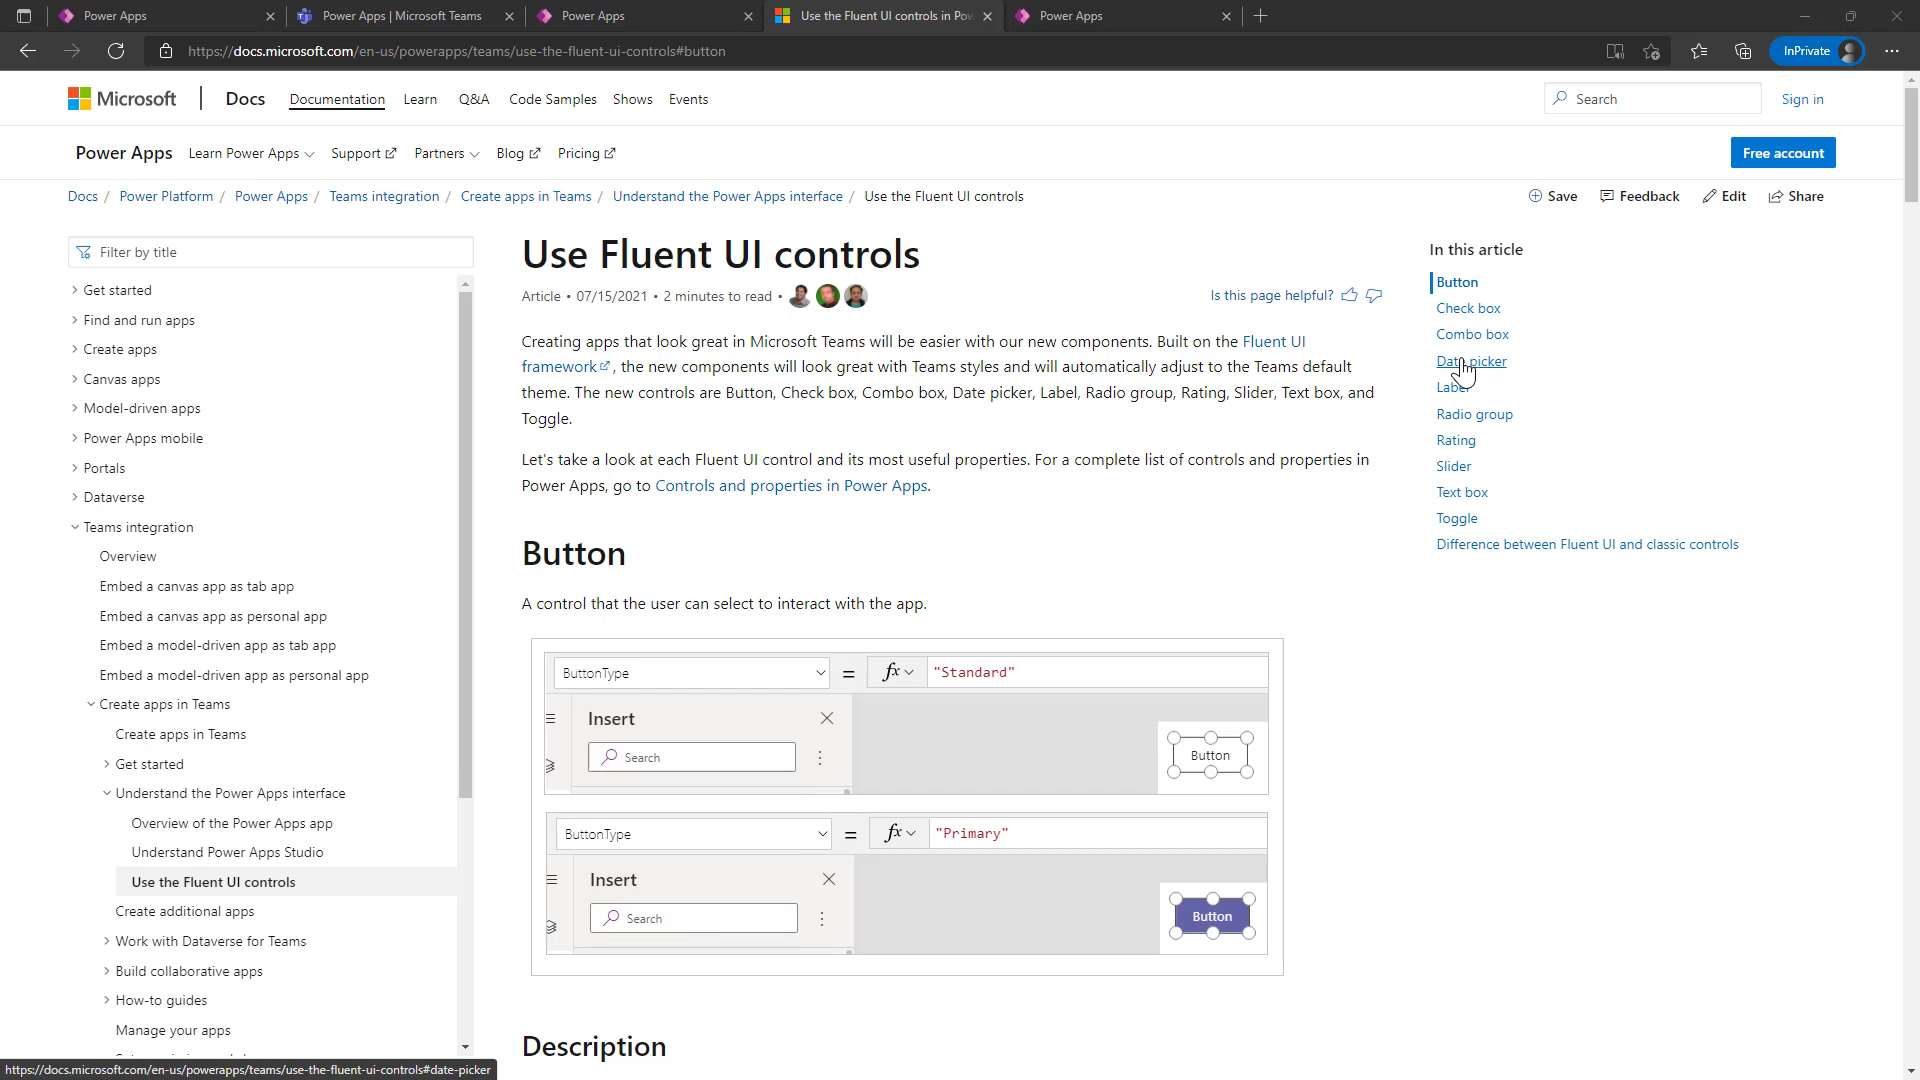 Power Apps
Power Apps | Microsoft Teams
Power Apps
Use the Fluent UI controls in Pow
Power Apps
https://docs.microsoft.com/en-us/powerapps/teams/use-the-fluent-ui-controls#button
InPrivate
Microsoft
Docs
Documentation
Learn
Q&A
Code Samples
Shows
Events
Search
Sign in
Power Apps
Learn Power Apps
Support
Partners
Blog
Pricing
Free account
Docs / Power Platform / Power Apps / Teams integration / Create apps in Teams / Understand the Power Apps interface / Use the Fluent UI controls
Save
Feedback
Edit
Share
Filter by title
Get started
Find and run apps
Create apps
Canvas apps
Model-driven apps
Power Apps mobile
Portals
Dataverse
Teams integration
Overview
Embed a canvas app as tab app
Embed a canvas app as personal app
Embed a model-driven app as tab app
Embed a model-driven app as personal app
Create apps in Teams
Create apps in Teams
Get started
Understand the Power Apps interface
Overview of the Power Apps app
Understand Power Apps Studio
Use the Fluent UI controls
Create additional apps
Work with Dataverse for Teams
Build collaborative apps
How-to guides
Manage your apps
Use Fluent UI controls
Article • 07/15/2021 • 2 minutes to read •
Is this page helpful?
Creating apps that look great in Microsoft Teams will be easier with our new components. Built on the Fluent UI
framework, the new components will look great with Teams styles and will automatically adjust to the Teams default
theme. The new controls are Button, Check box, Combo box, Date picker, Label, Radio group, Rating, Slider, Text box, and
Toggle.
Let's take a look at each Fluent UI control and its most useful properties. For a complete list of controls and properties in
Power Apps, go to Controls and properties in Power Apps.
Button
A control that the user can select to interact with the app.
ButtonType = fx "Standard"
Insert
Search
Button
ButtonType = fx "Primary"
Insert
Search
Button
Description
In this article
Button
Check box
Combo box
Date picker
Label
Radio group
Rating
Slider
Text box
Toggle
Difference between Fluent UI and classic controls
https://docs.microsoft.com/en-us/powerapps/teams/use-the-fluent-ui-controls#date-picker